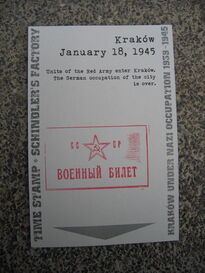 Kraków
January 18, 1945
Units of the Red Army enter Kraków.
The German occupation of the city
is over.
TIME STAMP • SCHINDLER'S FACTORY
KRAKÓW UNDER NAZI OCCUPATION 1939-1945
СС СР
ВОЕННЫЙ БИЛЕТ